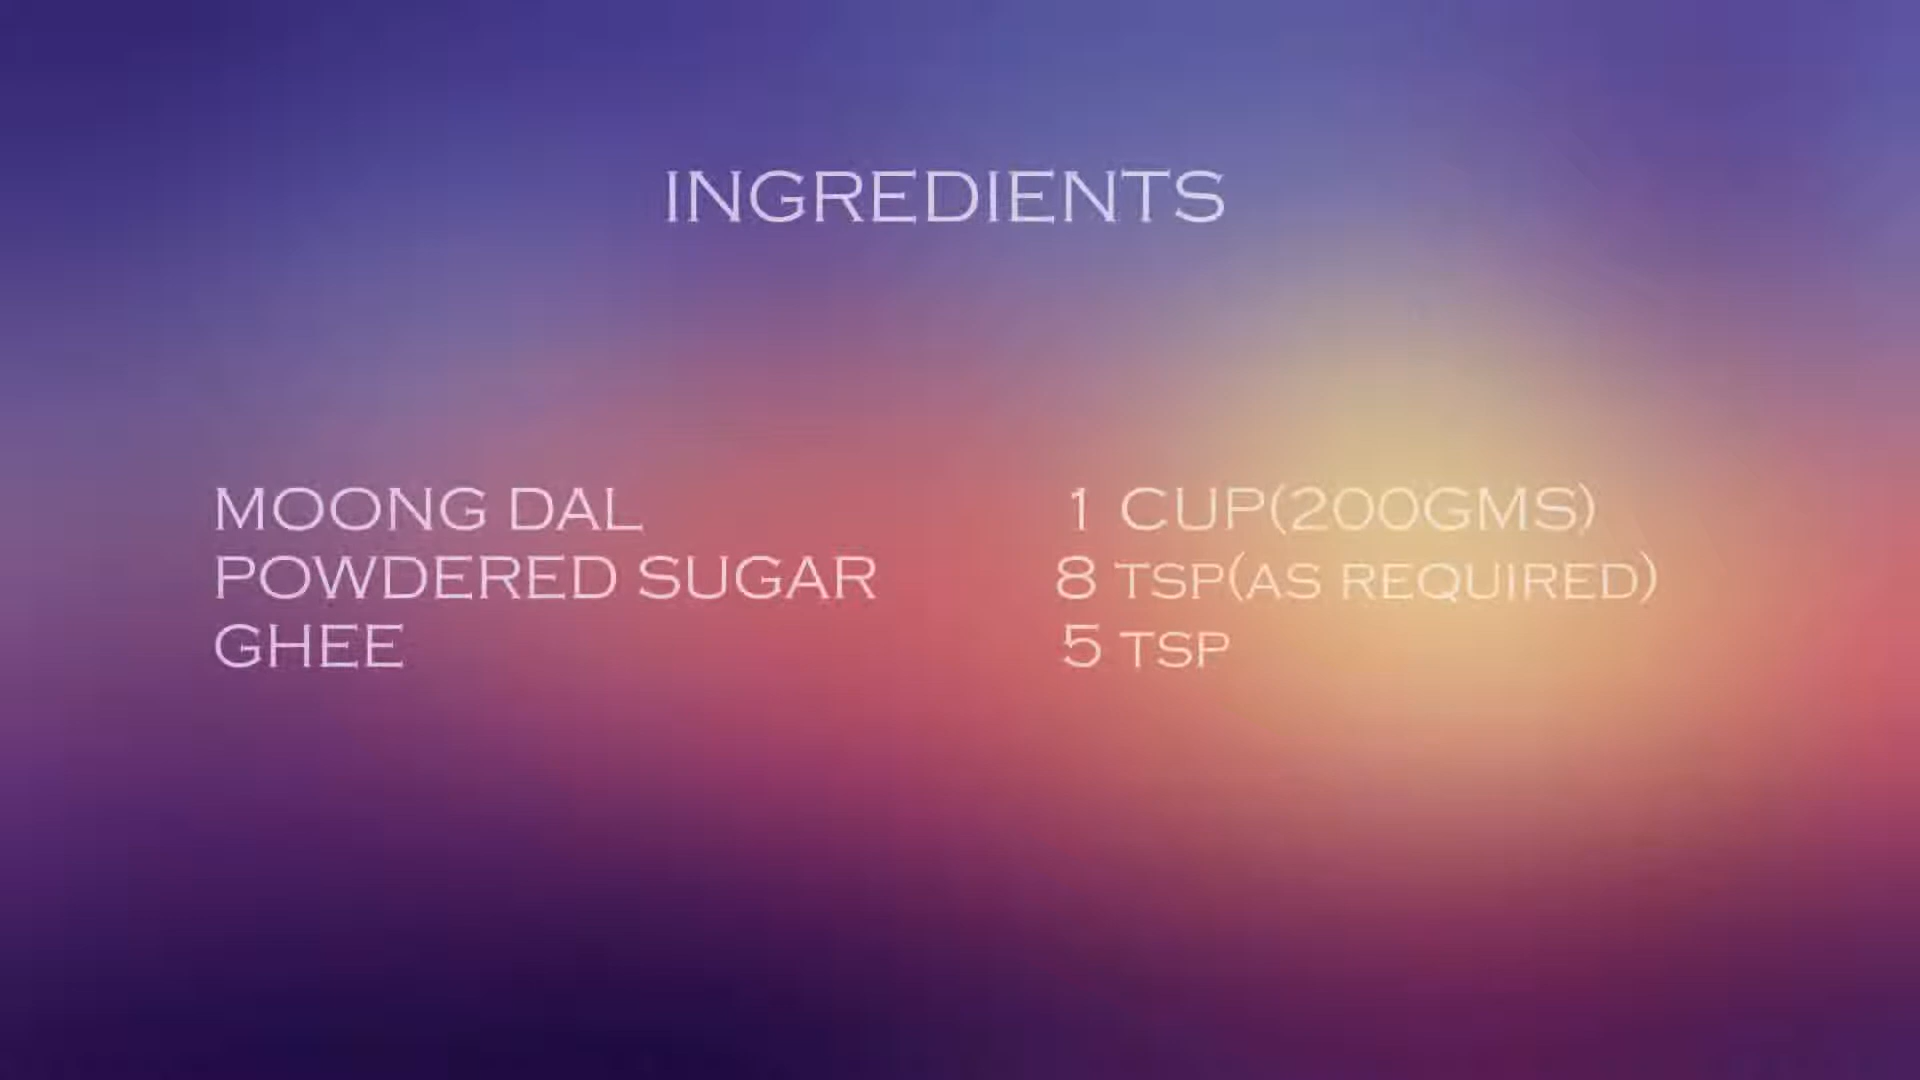 INGREDIENTS
MOONG DAL 1 CUP(200GMS)
POWDERED SUGAR 8 TSP(AS REQUIRED)
GHEE 5 TSP